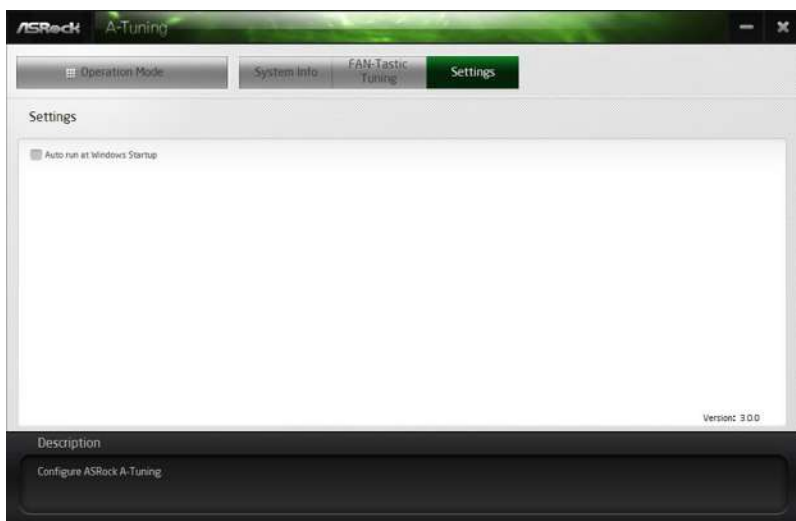 ASRock A-Tuning
Operation Mode
System Info
FAN-Tastic
Tuning
Settings
Settings
Auto run at Windows Startup
Version: 3.0.0
Description
Configure ASRock A-Tuning